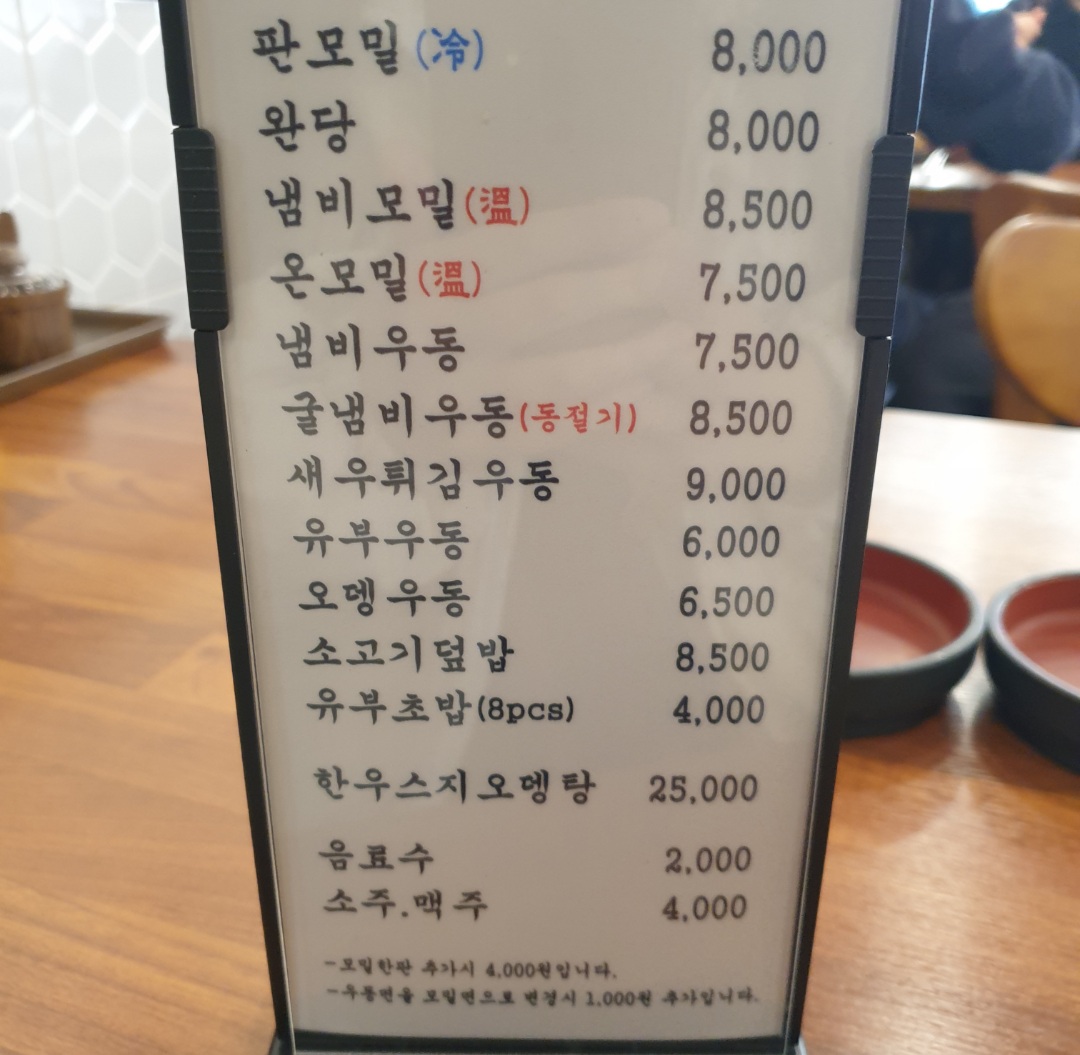 판모밀(冷) 8,000
완당 8,000
냄비모밀(溫) 8,500
온모밀(溫) 7,500
냄비우동 7,500
굴냄비우동(동절기) 8,500
새우튀김우동 9,000
유부우동 6,000
오뎅우동 6,500
소고기덮밥 8,500
유부초밥(8pcs) 4,000
한우스지오뎅탕 25,000
음료수 2,000
소주.맥주 4,000
-모밀한판 추가시 4,000원입니다.
-우동면을 모밀면으로 변경시 1,000원 추가입니다.